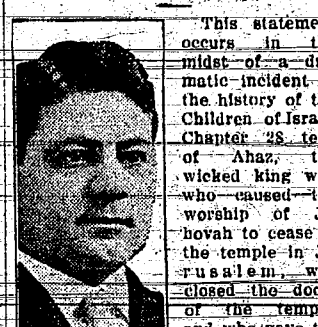 This stateme
occurs in t
midst of a dr
matic incident
the history of t
Children of Isra
Chapter 28 te
of Ahaz, t
wicked king w
who caused t
worship of J
hovah to cease
the temple in J
rusalem, w
closed the doo
of the temp